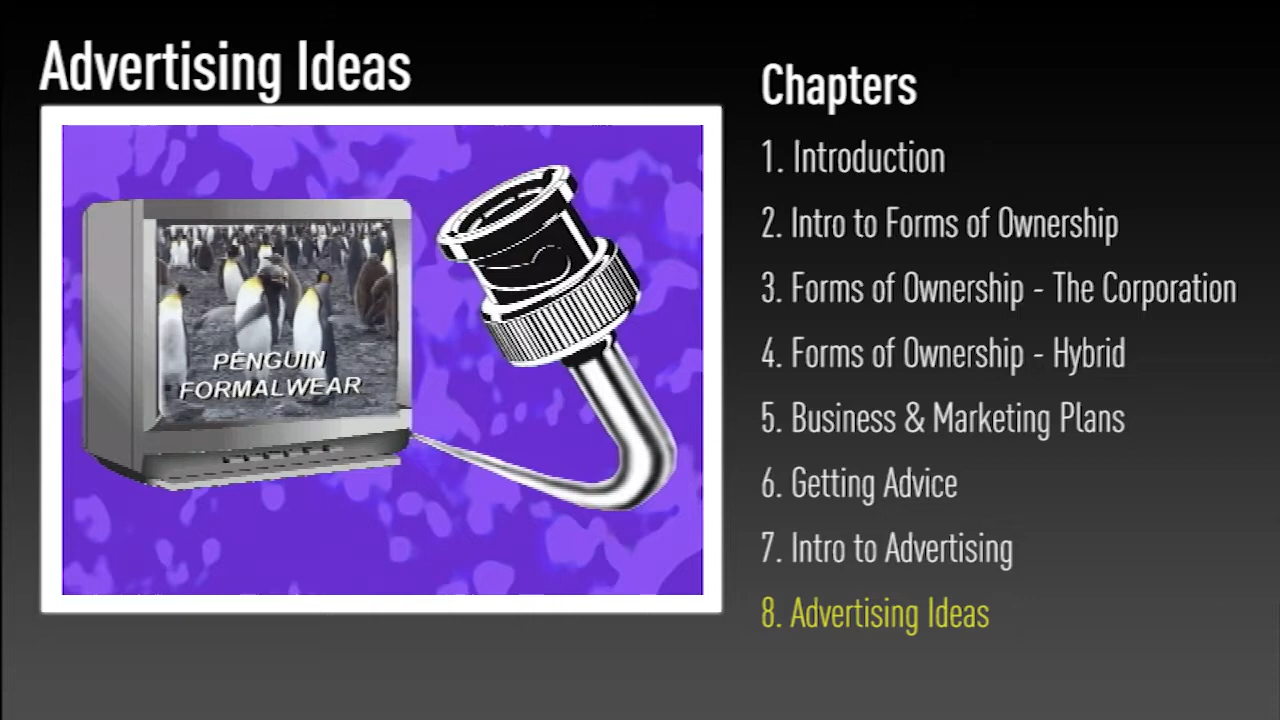 Advertising Ideas
PENGUIN
FORMALWEAR
Chapters
1. Introduction
2. Intro to Forms of Ownership
3. Forms of Ownership - The Corporation
4. Forms of Ownership - Hybrid
5. Business & Marketing Plans
6. Getting Advice
7. Intro to Advertising
8. Advertising Ideas